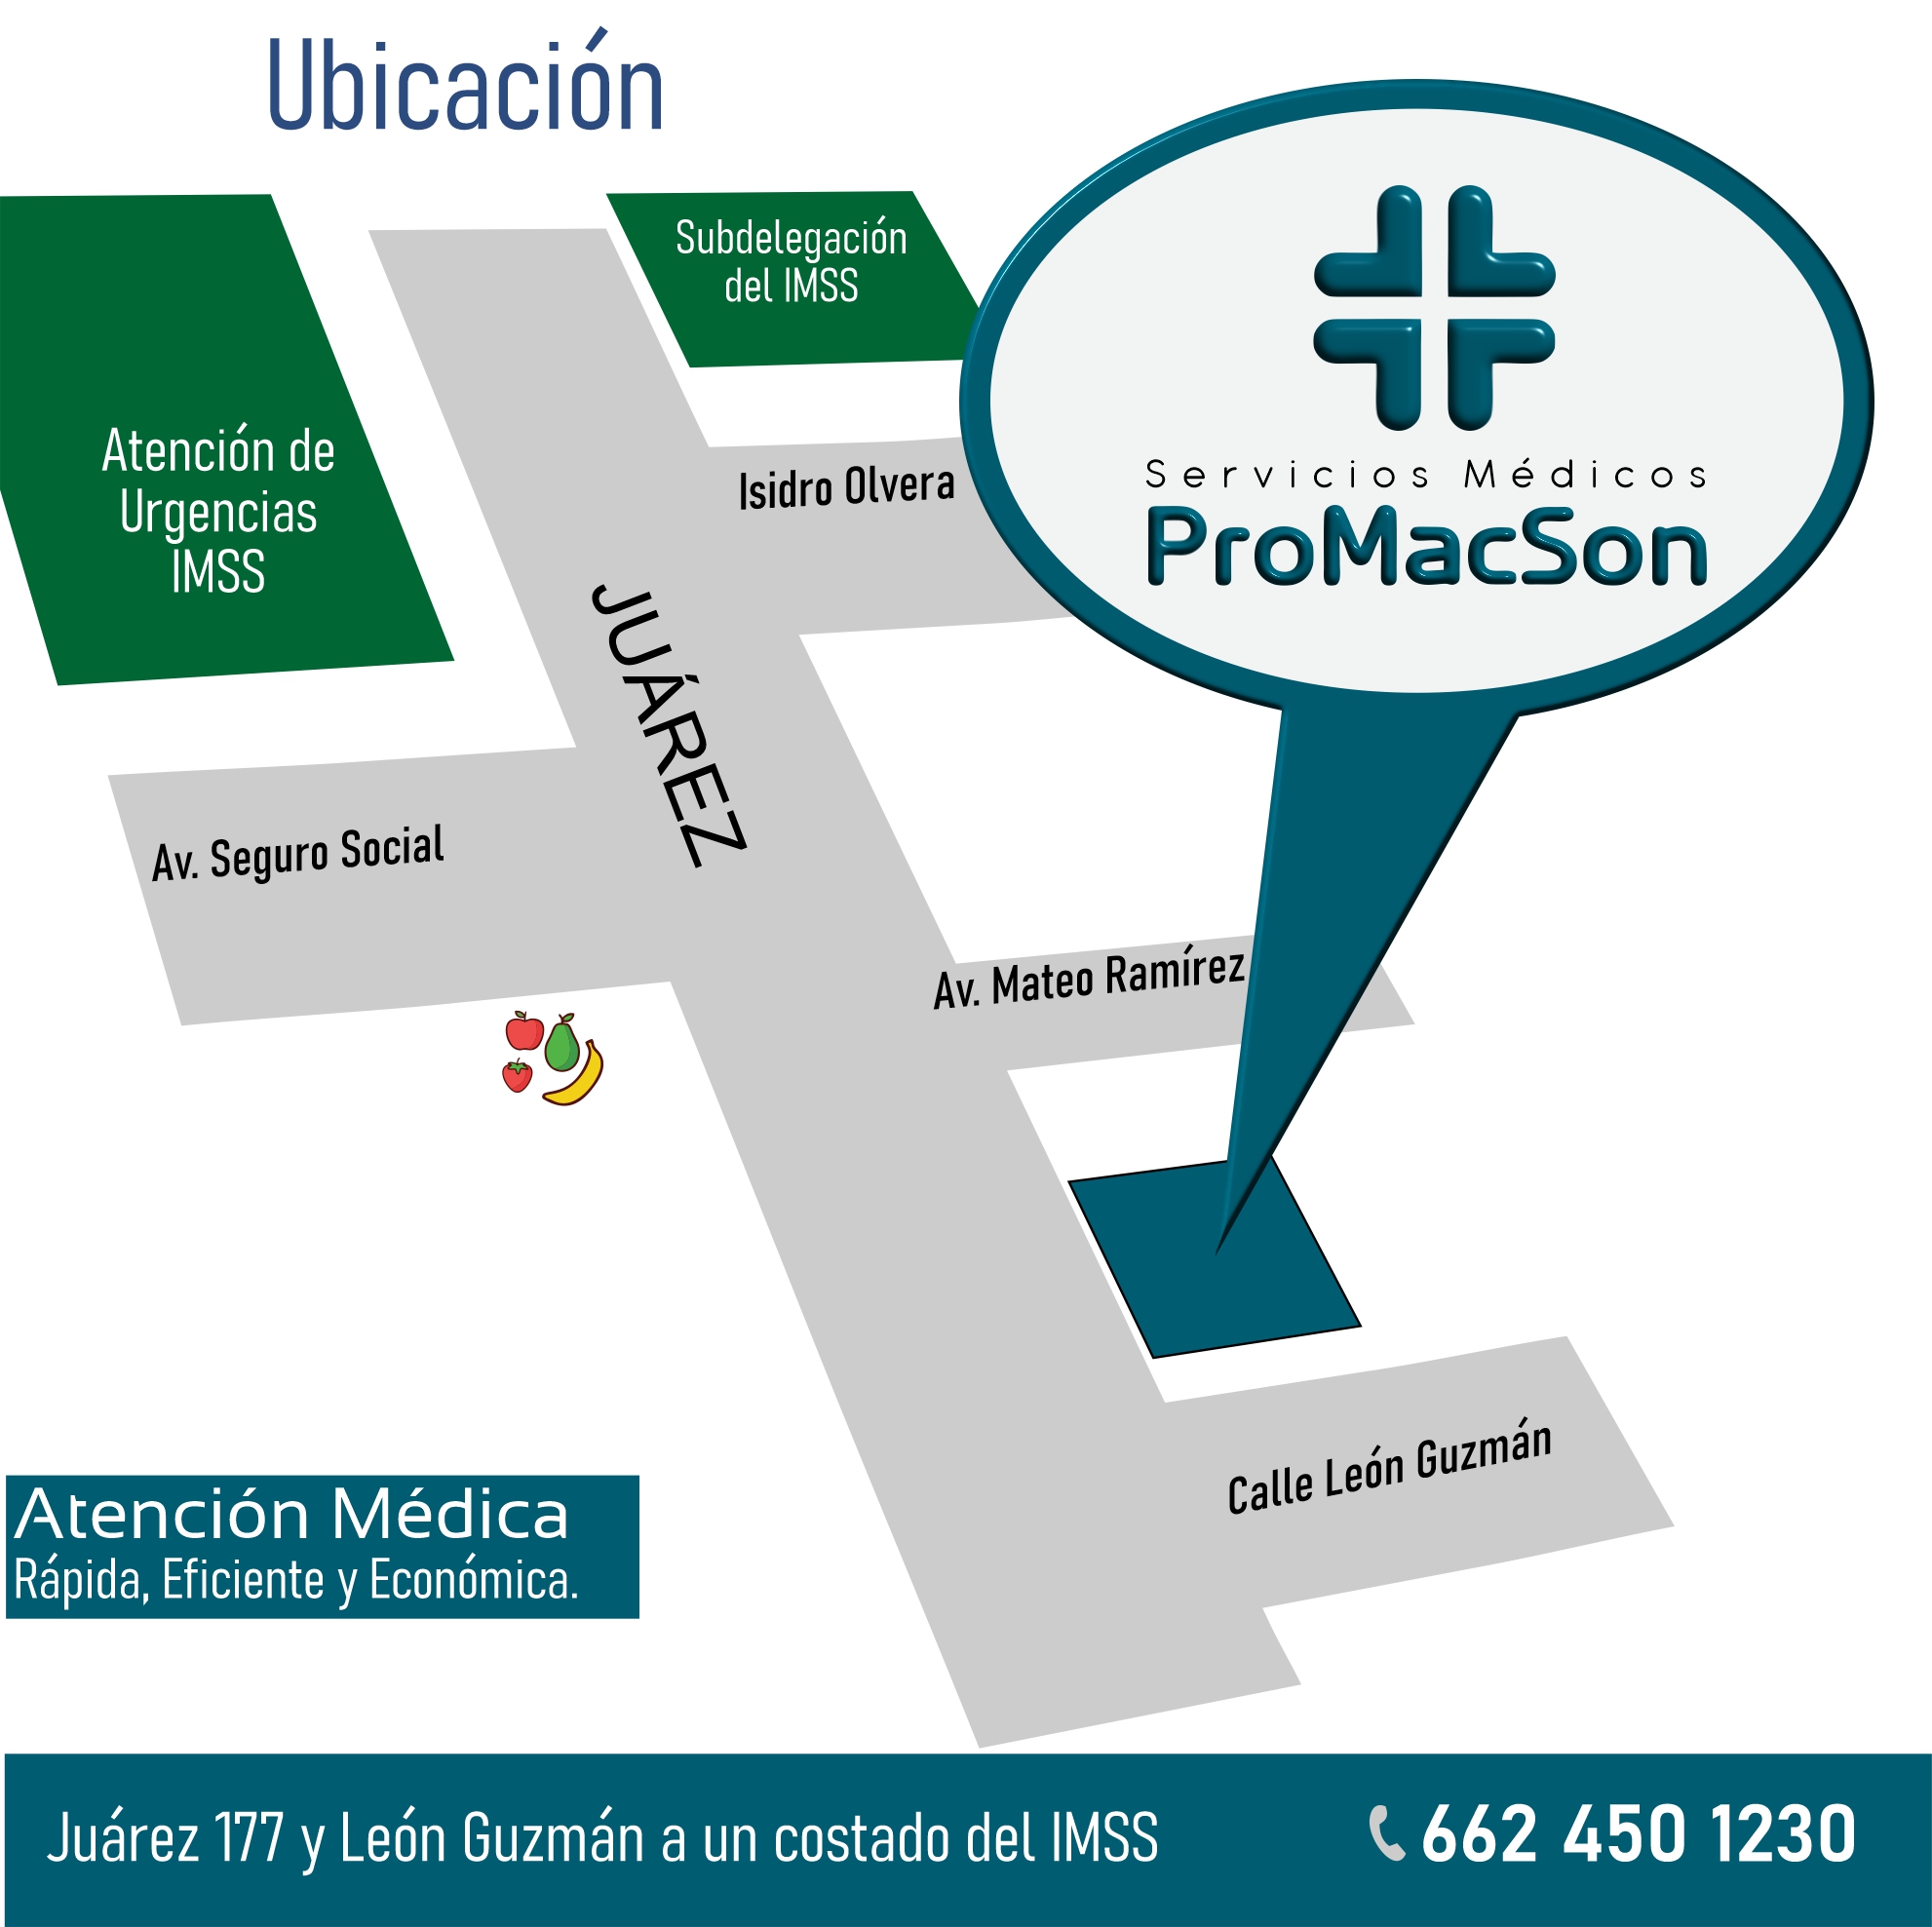 Ubicación
Subdelegación
del IMSS
Atención de
Urgencias
IMSS
Servicios Médicos
ProMacSon
Isidro Olvera
JUÁREZ
Av. Seguro Social
Av. Mateo Ramírez
Calle León Guzmán
Atención Médica
Rápida, Eficiente y Económica.
Juárez 177 y León Guzmán a un costado del IMSS
662 450 1230